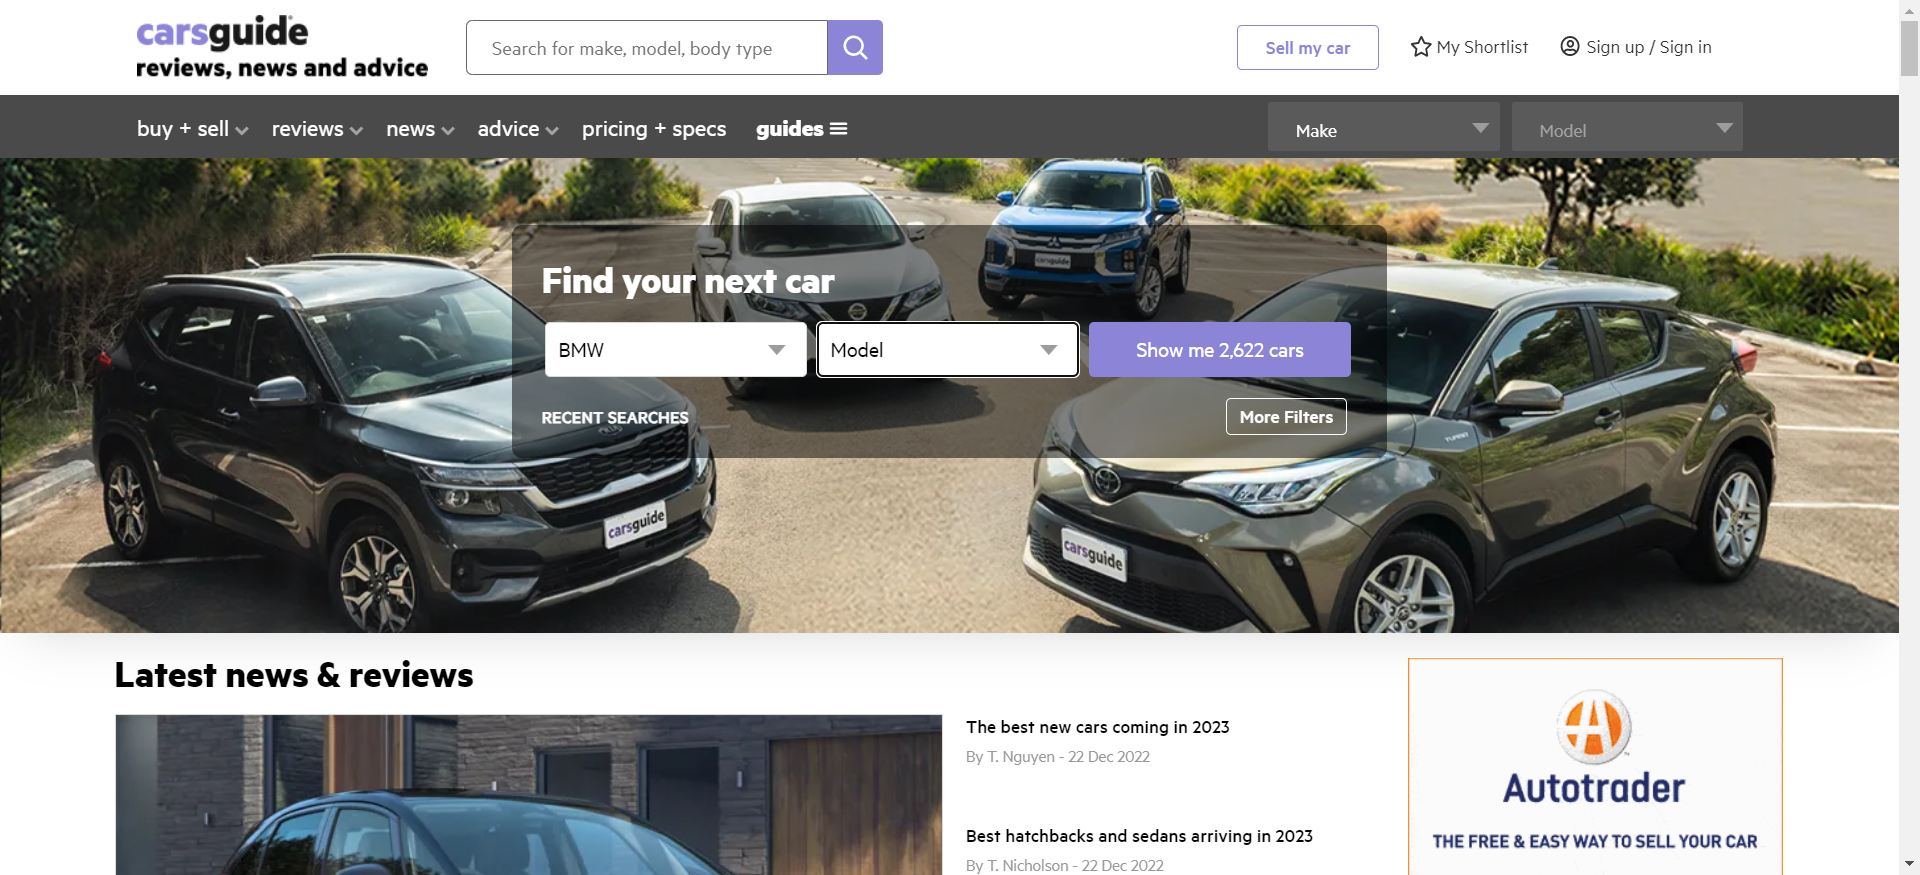 carsguide
reviews, news and advice
Search for make, model, body type
Sell my car
My Shortlist
Sign up / Sign in
buy + sell
reviews
news
advice
pricing + specs
guides
Make
Model
Find your next car
BMW
Model
Show me 2,622 cars
RECENT SEARCHES
More Filters
carsguide
carsguide
carsguide
Latest news & reviews
The best new cars coming in 2023
By T. Nguyen - 22 Dec 2022
Best hatchbacks and sedans arriving in 2023
By T. Nicholson - 22 Dec 2022
Autotrader
THE FREE & EASY WAY TO SELL YOUR CAR